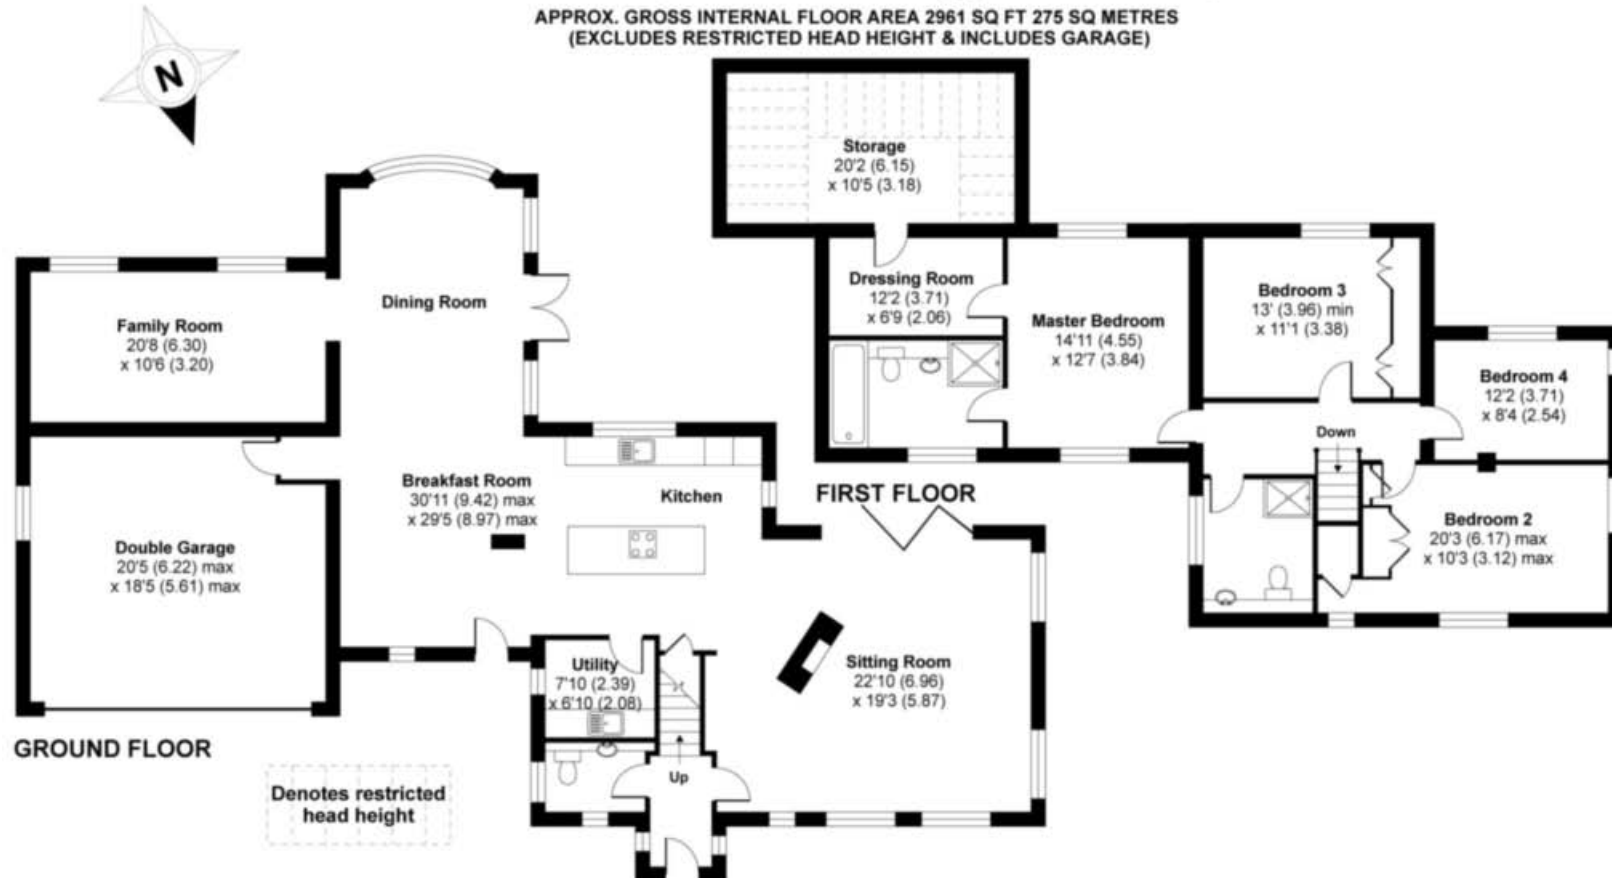 APPROX. GROSS INTERNAL FLOOR AREA 2961 SQ FT 275 SQ METRES
(EXCLUDES RESTRICTED HEAD HEIGHT & INCLUDES GARAGE)
N
Storage
20'2 (6.15)
x 10'5 (3.18)
Dining Room
Family Room
20'8 (6.30)
x 10'6 (3.20)
Dressing Room
12'2 (3.71)
x 6'9 (2.06)
Master Bedroom
14'11 (4.55)
x 12'7 (3.84)
Bedroom 3
13' (3.96) min
x 11'1 (3.38)
Bedroom 4
12'2 (3.71)
x 8'4 (2.54)
Down
Breakfast Room
30'11 (9.42) max
x 29'5 (8.97) max
Kitchen
FIRST FLOOR
Bedroom 2
20'3 (6.17) max
x 10'3 (3.12) max
Double Garage
20'5 (6.22) max
x 18'5 (5.61) max
Utility
7'10 (2.39)
x 6'10 (2.08)
Sitting Room
22'10 (6.96)
x 19'3 (5.87)
Up
GROUND FLOOR
Denotes restricted
head height